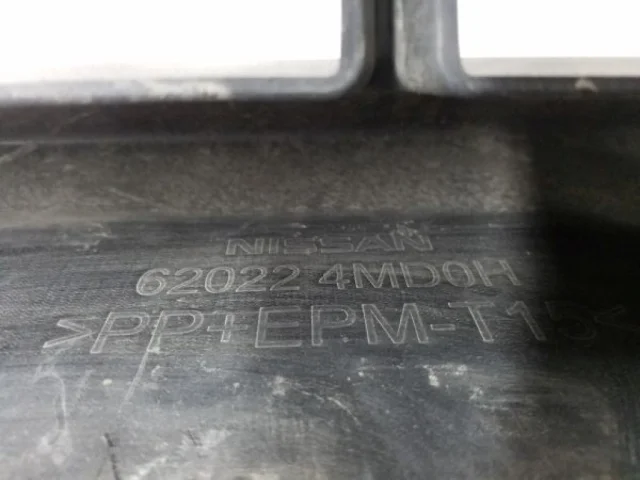 NISSAN
62022 4MD0H
>PP+EPM-T15<